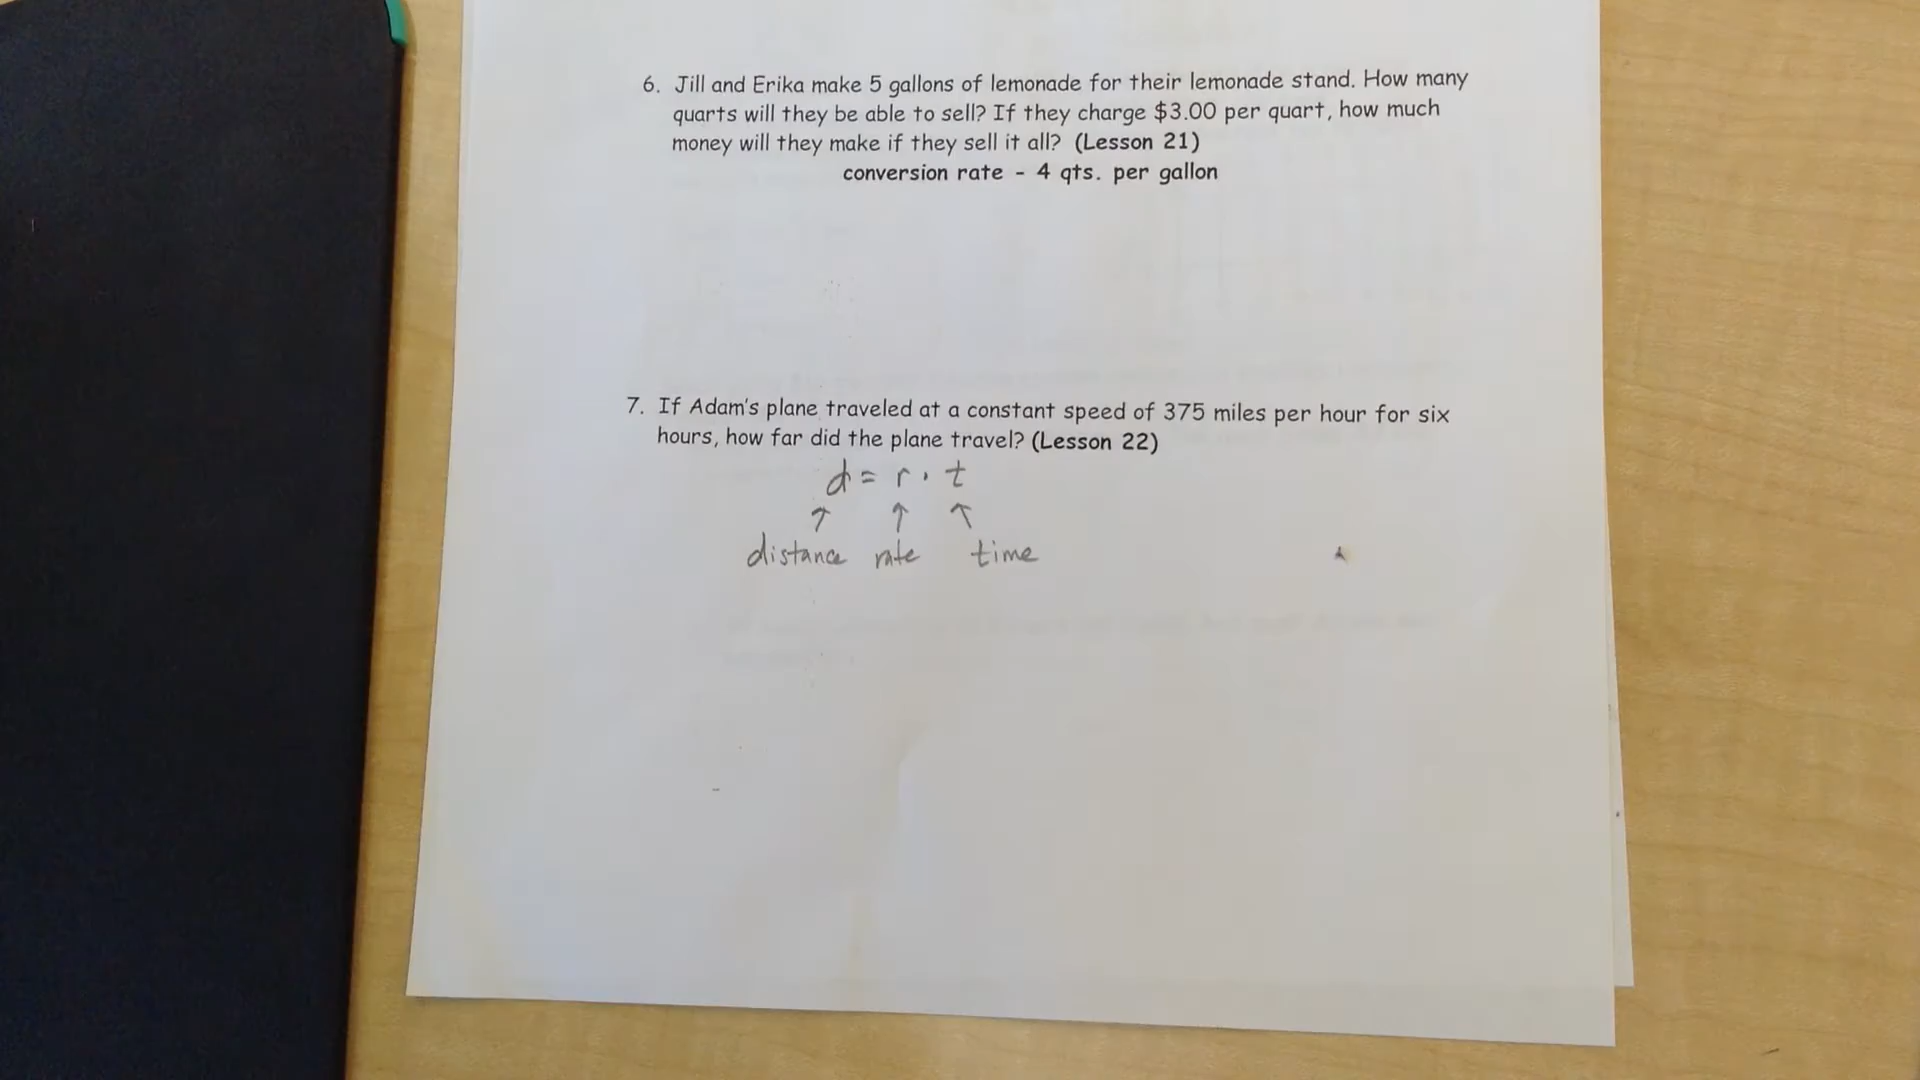 6. Jill and Erika make 5 gallons of lemonade for their lemonade stand. How many
quarts will they be able to sell? If they charge $3.00 per quart, how much
money will they make if they sell it all? (Lesson 21)
conversion rate - 4 qts. per gallon
7. If Adam's plane traveled at a constant speed of 375 miles per hour for six
hours, how far did the plane travel? (Lesson 22)
d = r · t
↑ ↑ ↑
distance rate time